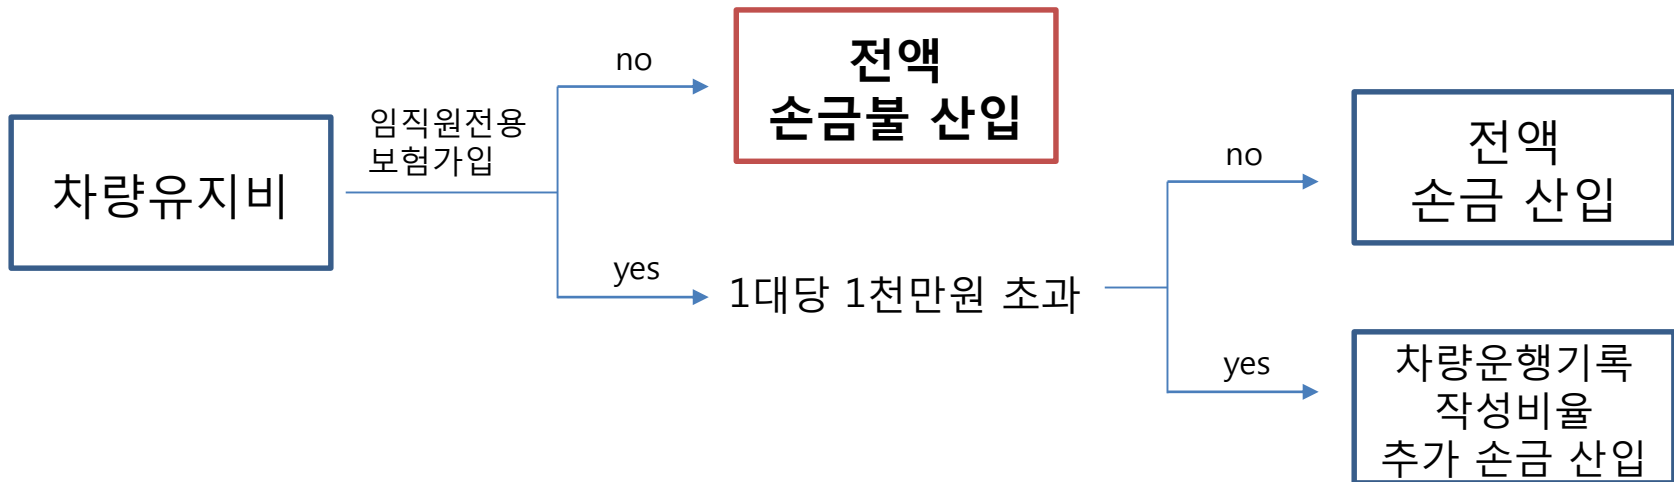 차량유지비
임직원전용
보험가입
no
전액
손금불 산입
yes
1대당 1천만원 초과
no
전액
손금 산입
yes
차량운행기록
작성비율
추가 손금 산입